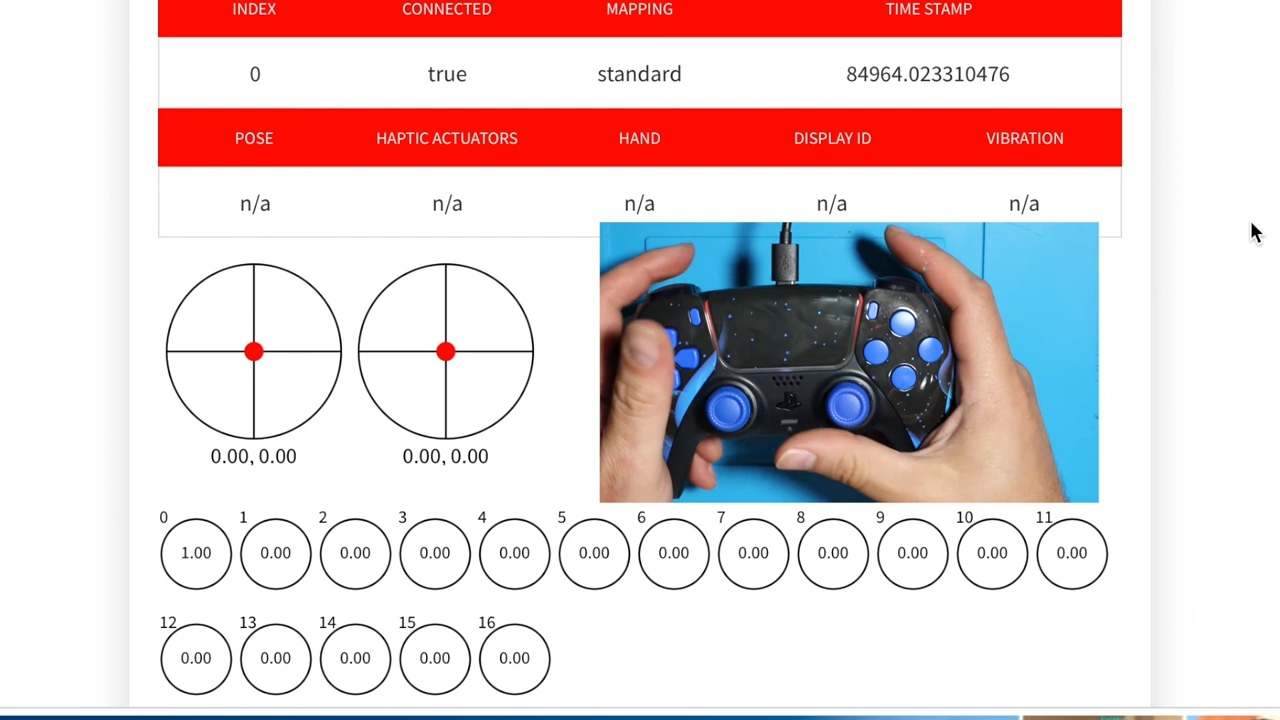 INDEX CONNECTED MAPPING TIME STAMP
0 true standard 84964.023310476
POSE HAPTIC ACTUATORS HAND DISPLAY ID VIBRATION
n/a n/a n/a n/a n/a
0.00, 0.00 0.00, 0.00
0 1 2 3 4 5 6 7 8 9 10 11
1.00 0.00 0.00 0.00 0.00 0.00 0.00 0.00 0.00 0.00 0.00 0.00
12 13 14 15 16
0.00 0.00 0.00 0.00 0.00